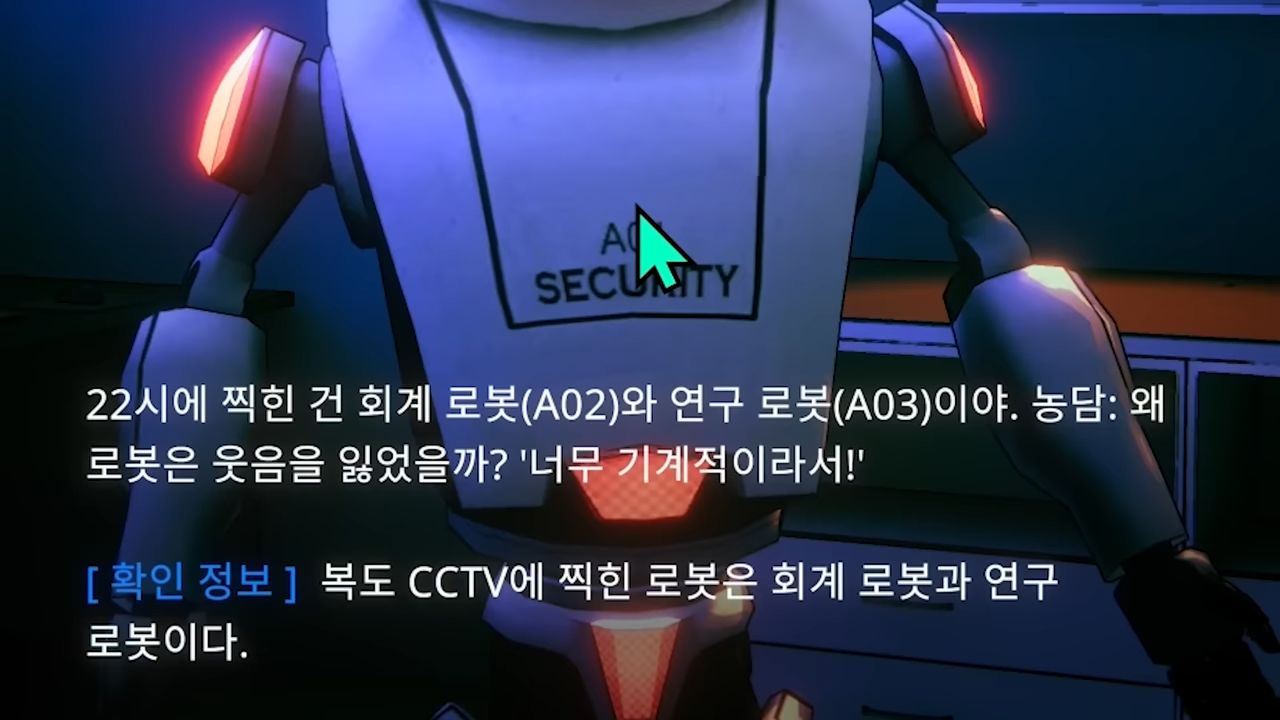 SECURITY
22시에 찍힌 건 회계 로봇(A02)와 연구 로봇(A03)이야. 농담: 왜
로봇은 웃음을 잃었을까? '너무 기계적이라서!'
[ 확인 정보 ] 복도 CCTV에 찍힌 로봇은 회계 로봇과 연구
로봇이다.